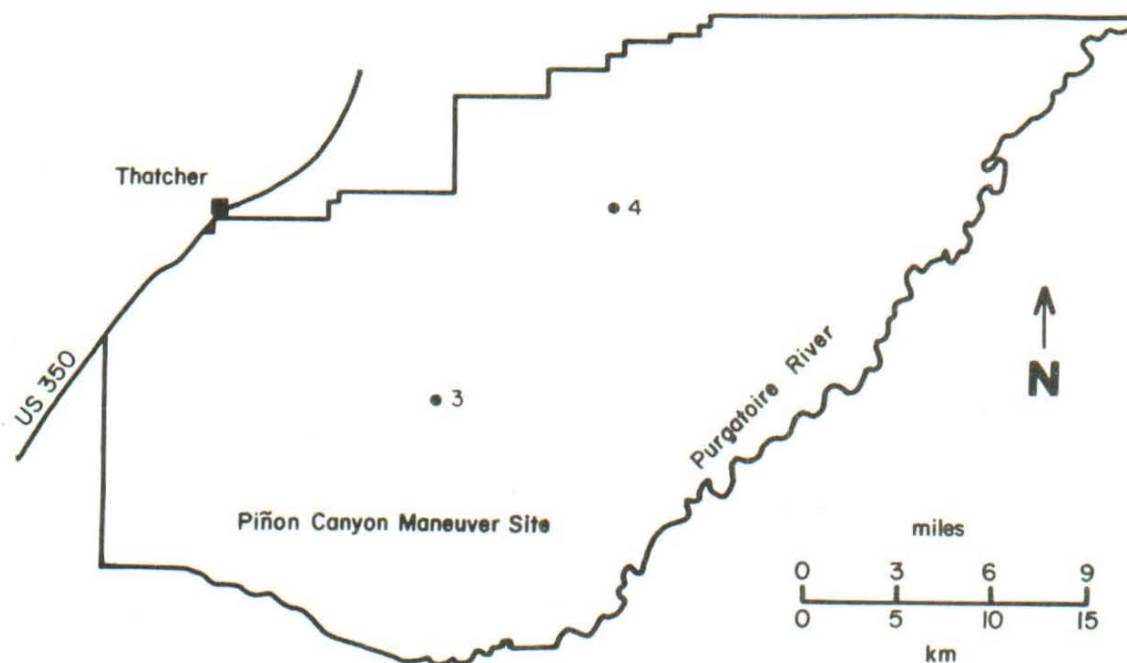 Thatcher
4
US 350
3
Purgatoire River
N
Piñon Canyon Maneuver Site
miles
0 3 6 9
0 5 10 15
km